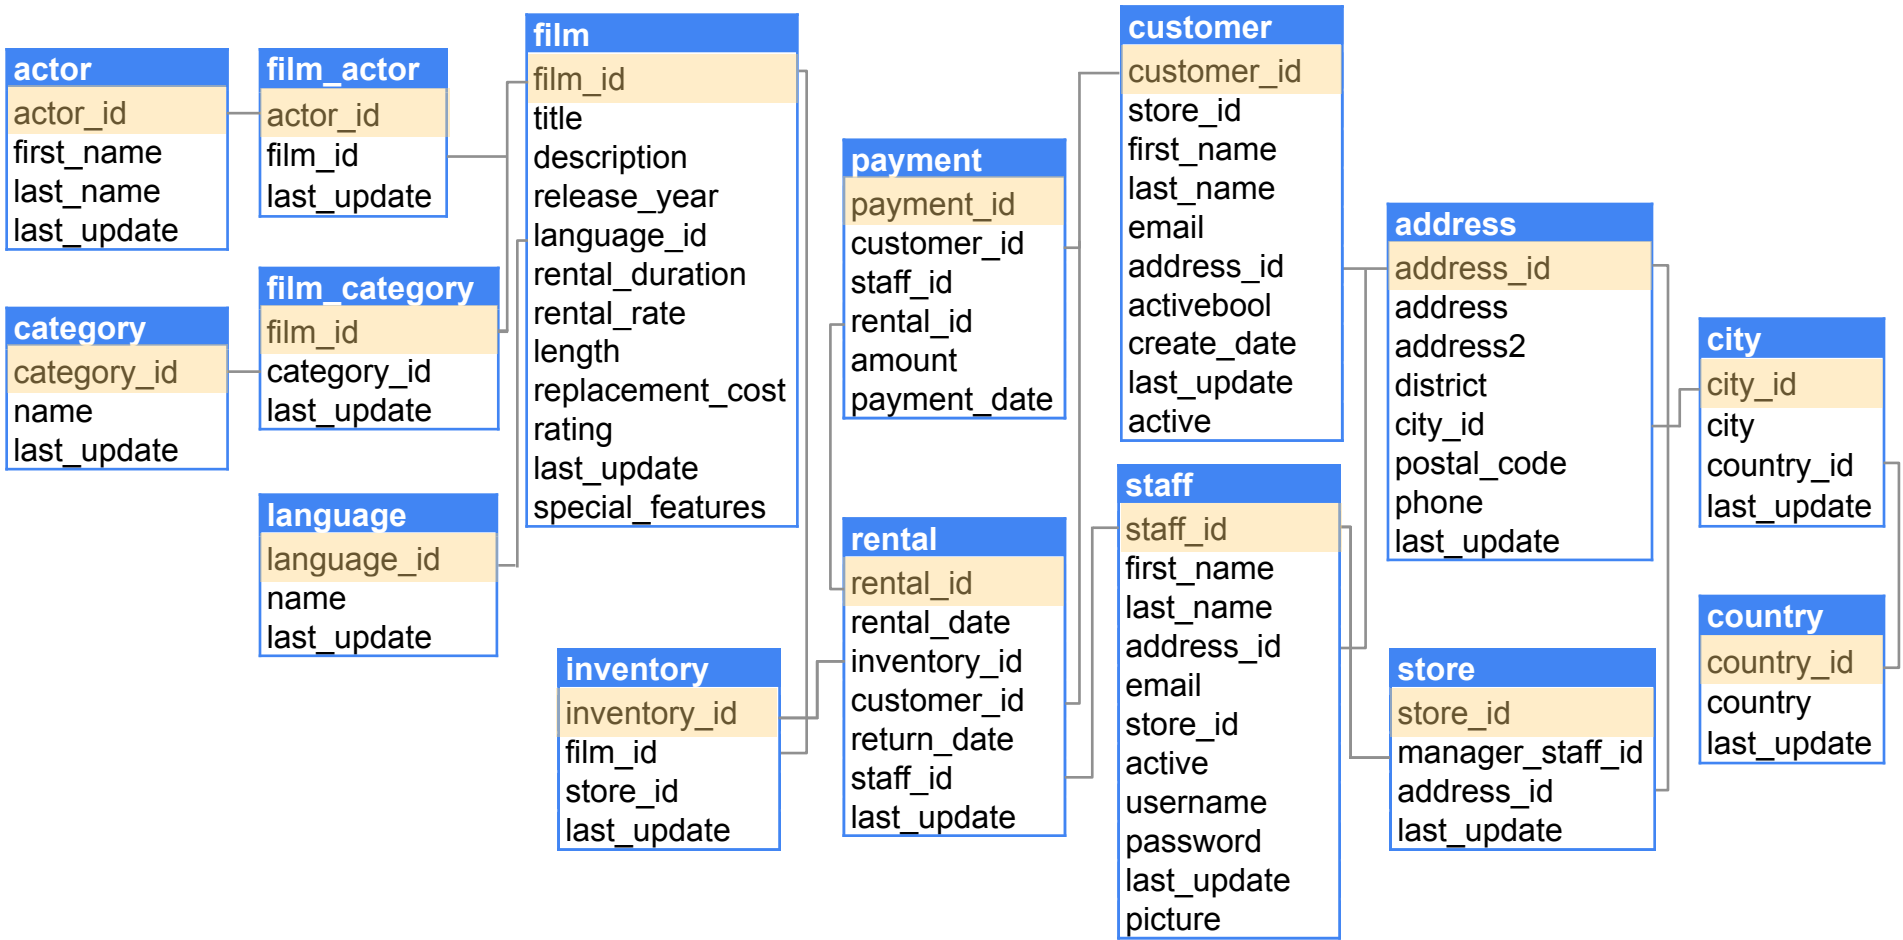 actor
actor_id
first_name
last_name
last_update
film_actor
actor_id
film_id
last_update
category
category_id
name
last_update
film_category
film_id
category_id
last_update
language
language_id
name
last_update
film
film_id
title
description
release_year
language_id
rental_duration
rental_rate
length
replacement_cost
rating
last_update
special_features
inventory
inventory_id
film_id
store_id
last_update
payment
payment_id
customer_id
staff_id
rental_id
amount
payment_date
rental
rental_id
rental_date
inventory_id
customer_id
return_date
staff_id
last_update
customer
customer_id
store_id
first_name
last_name
email
address_id
activebool
create_date
last_update
active
staff
staff_id
first_name
last_name
address_id
email
store_id
active
username
password
last_update
picture
address
address_id
address
address2
district
city_id
postal_code
phone
last_update
store
store_id
manager_staff_id
address_id
last_update
city
city_id
city
country_id
last_update
country
country_id
country
last_update